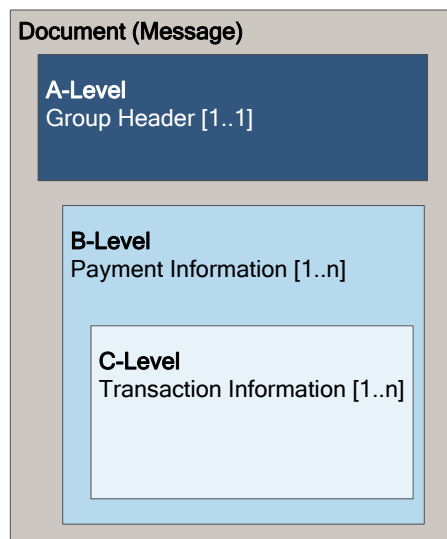 Document (Message)
A-Level
Group Header [1..1]
B-Level
Payment Information [1..n]
C-Level
Transaction Information [1..n]